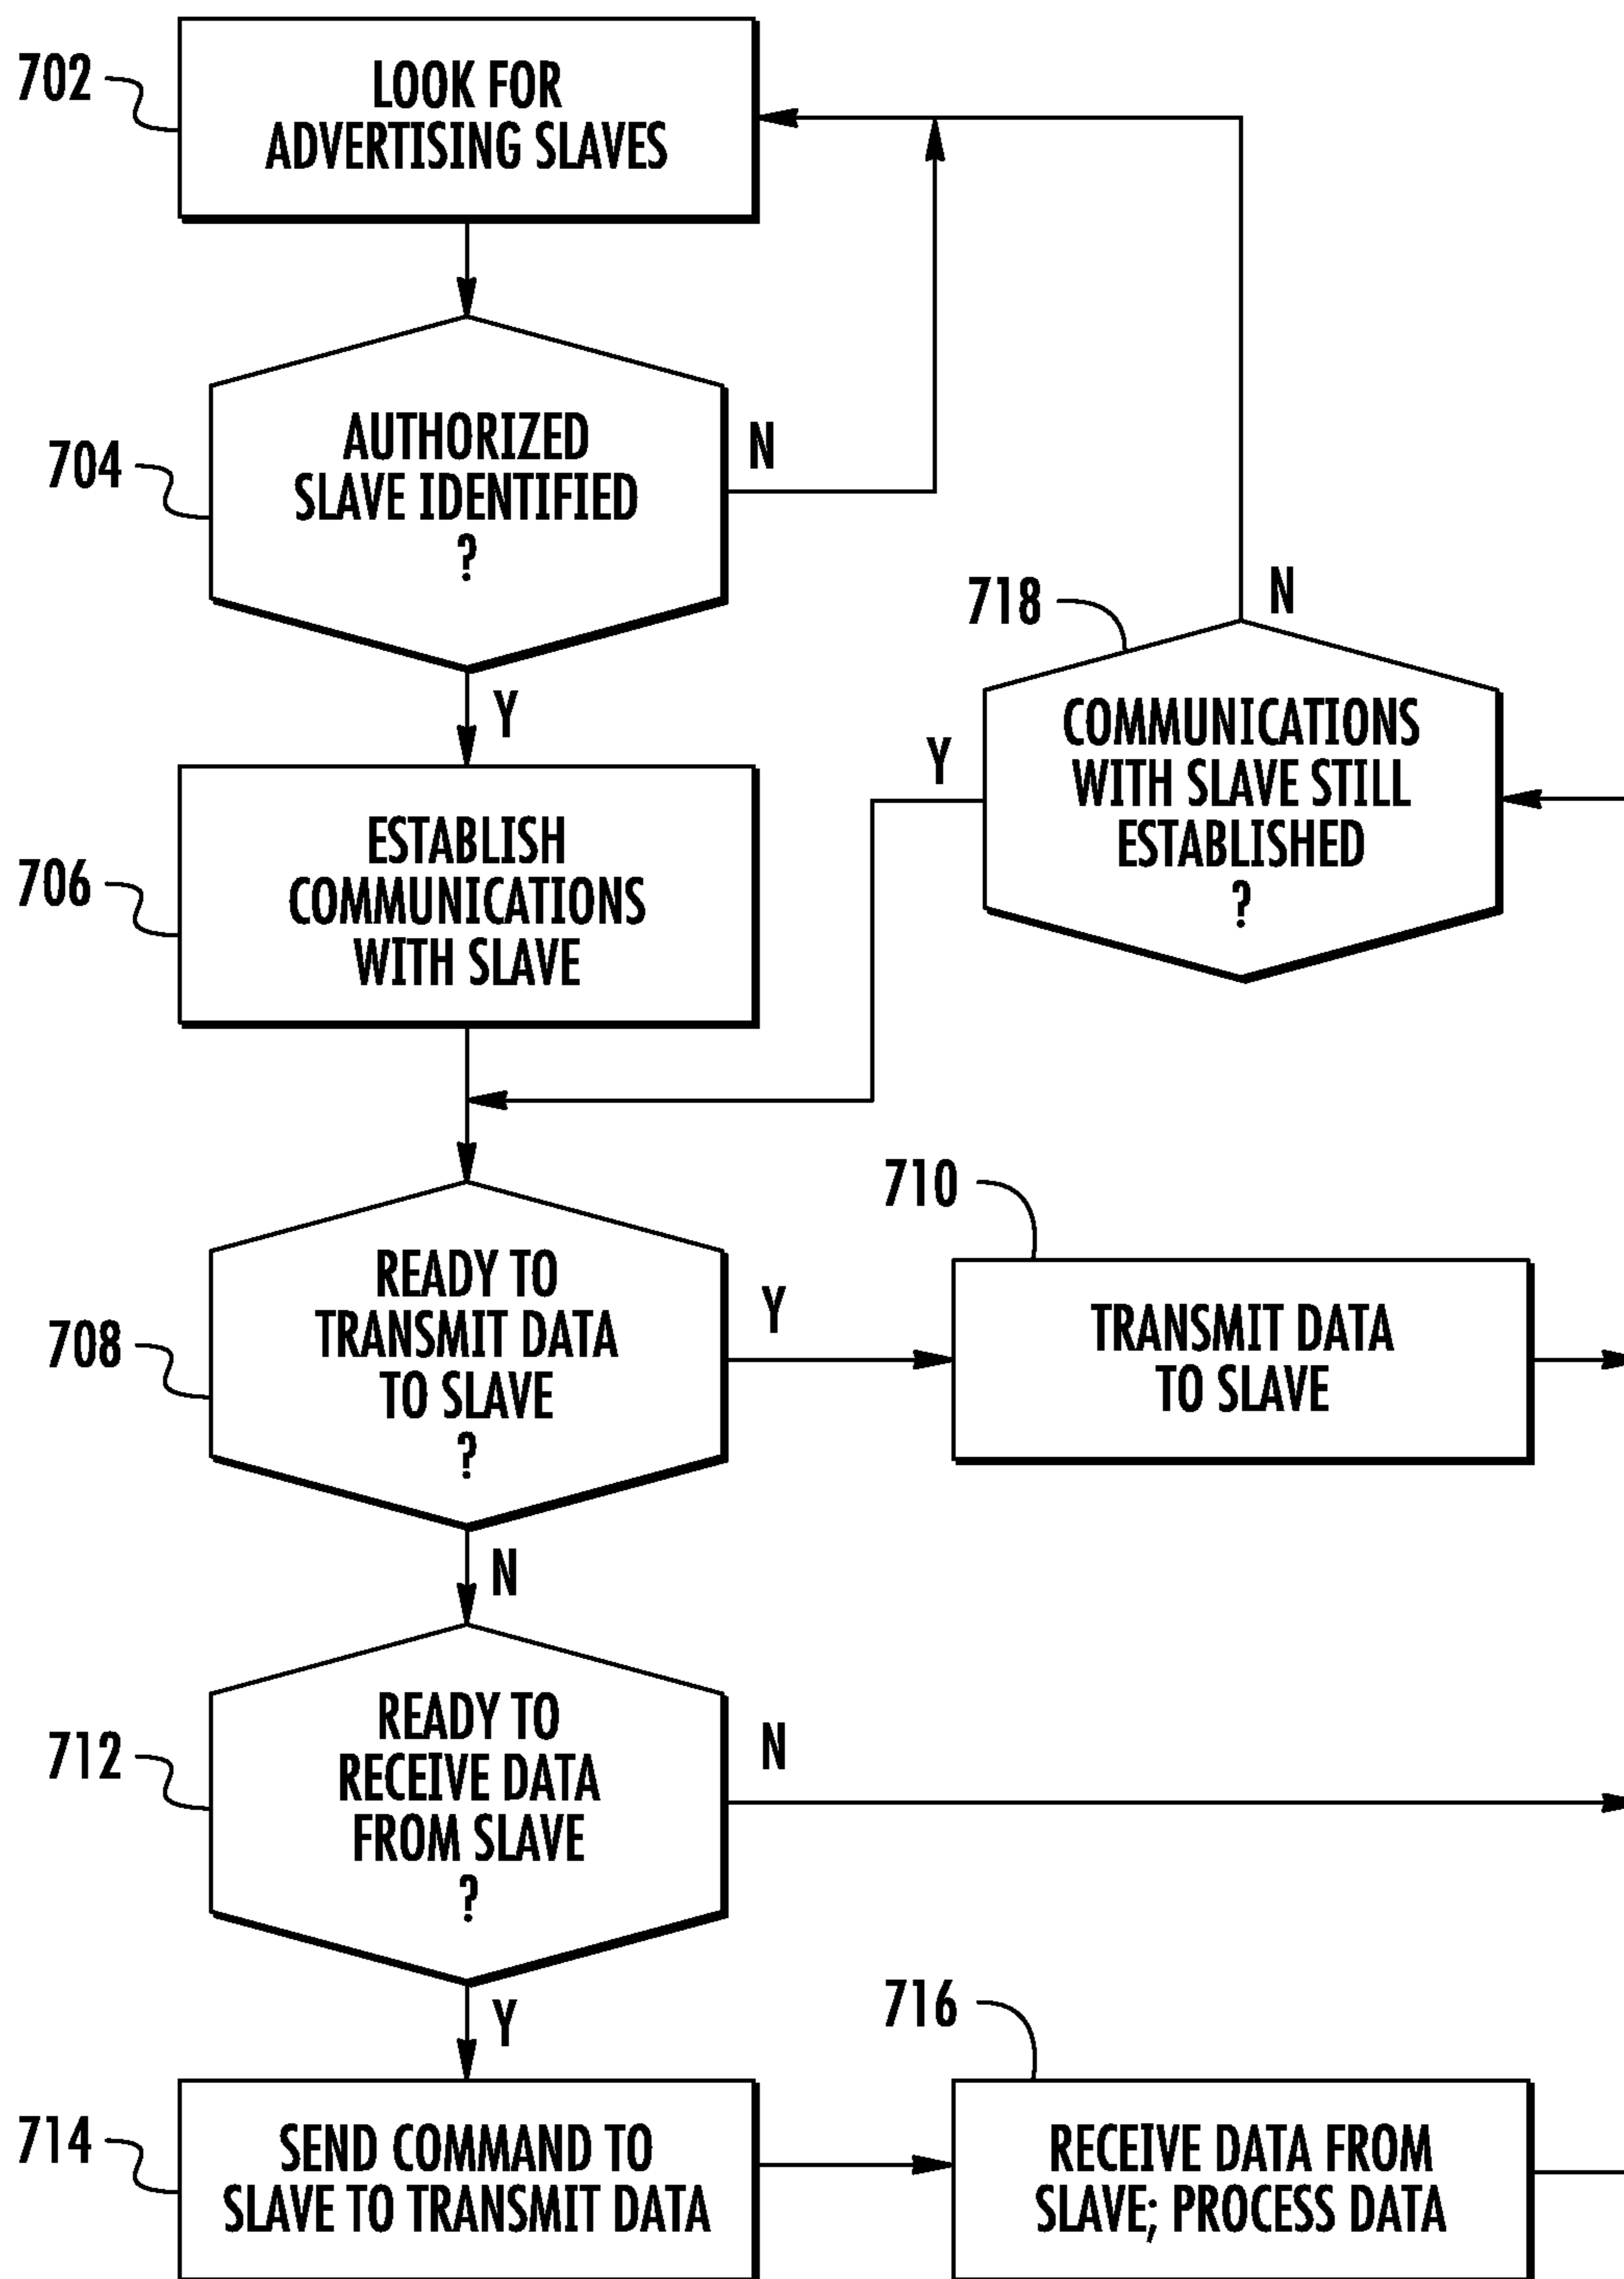 702
LOOK FOR
ADVERTISING SLAVES
704
AUTHORIZED
SLAVE IDENTIFIED
?
N
Y
718
N
COMMUNICATIONS
WITH SLAVE STILL
ESTABLISHED
?
Y
706
ESTABLISH
COMMUNICATIONS
WITH SLAVE
708
READY TO
TRANSMIT DATA
TO SLAVE
?
Y
710
TRANSMIT DATA
TO SLAVE
N
712
READY TO
RECEIVE DATA
FROM SLAVE
?
N
Y
714
SEND COMMAND TO
SLAVE TO TRANSMIT DATA
716
RECEIVE DATA FROM
SLAVE; PROCESS DATA